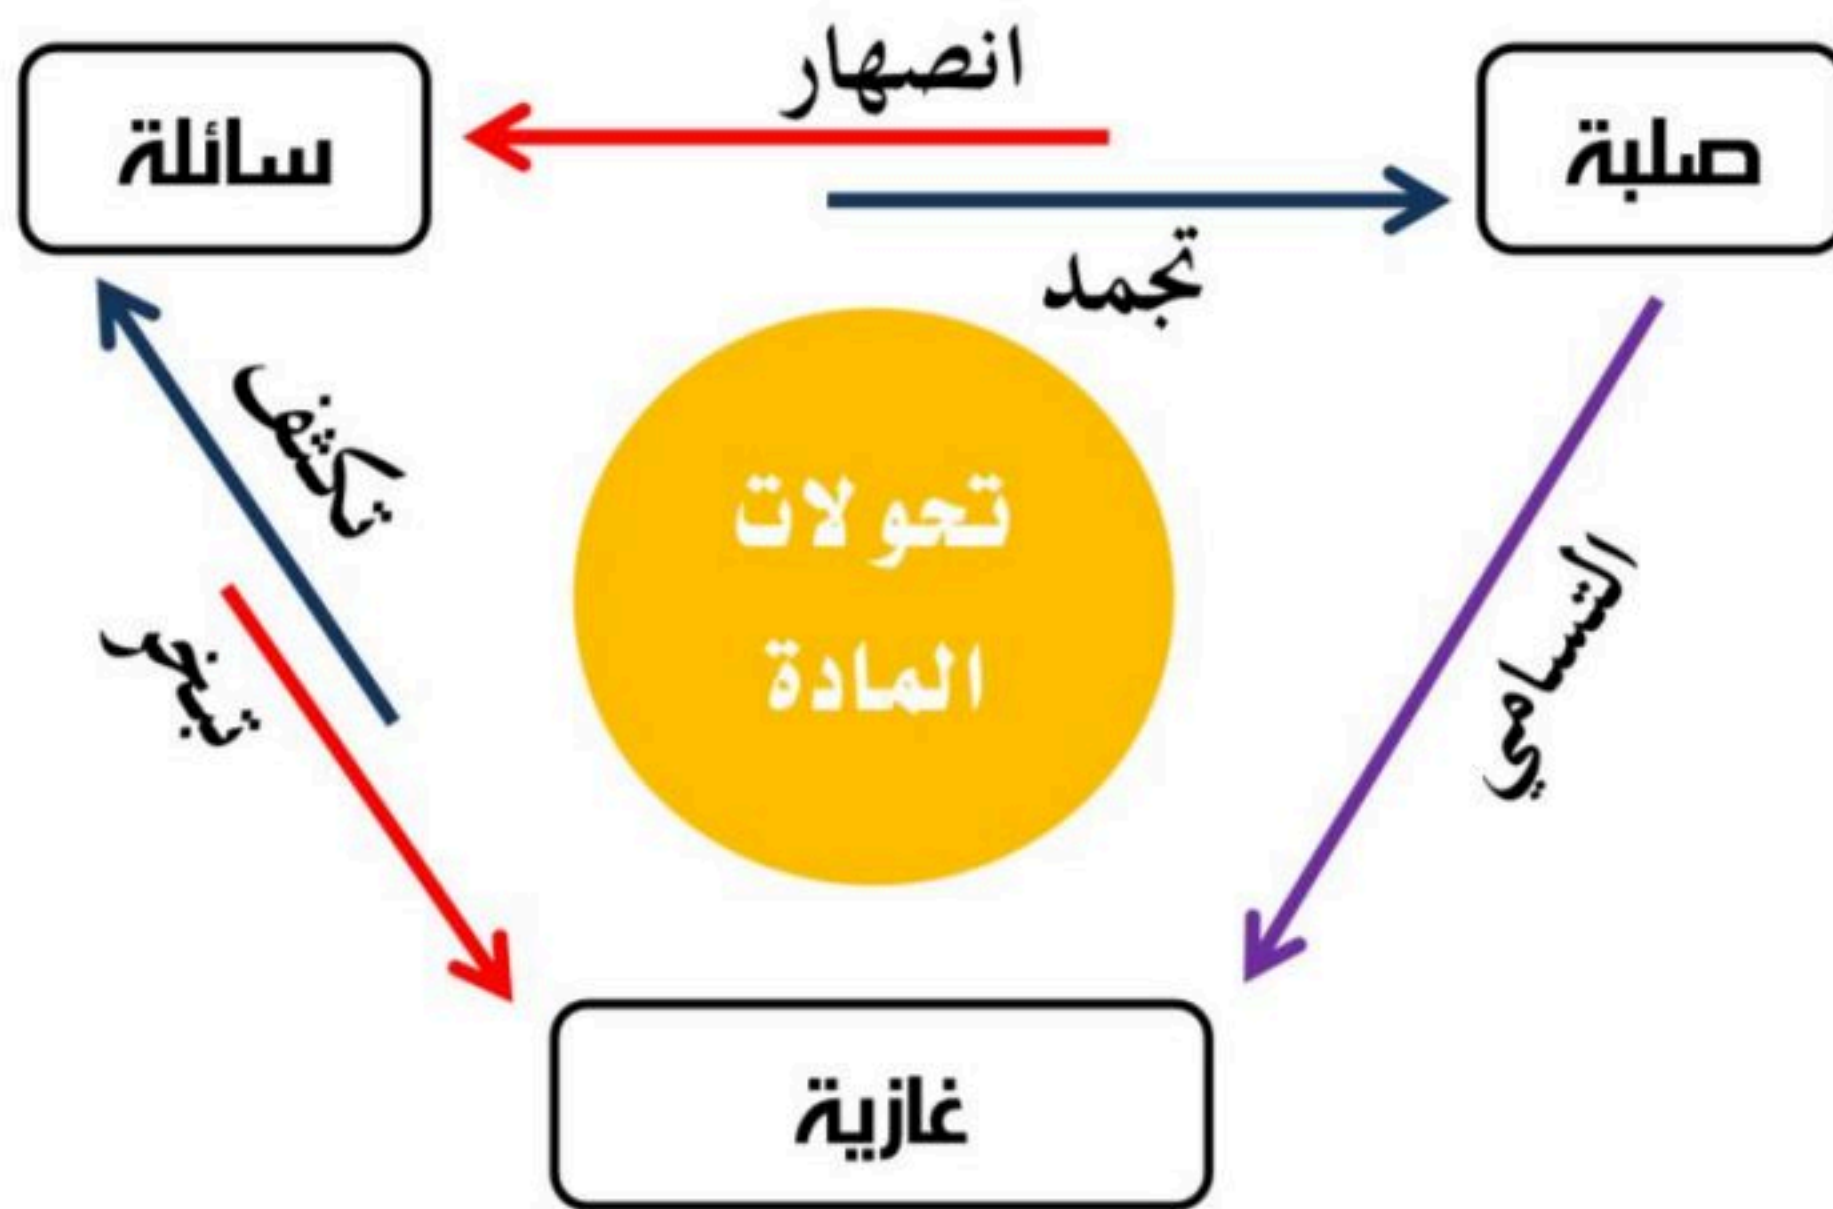 انصهار
صلبة
سائلة
تجمد
تكثف
تحولات
المادة
التسامي
تبخر
غازية